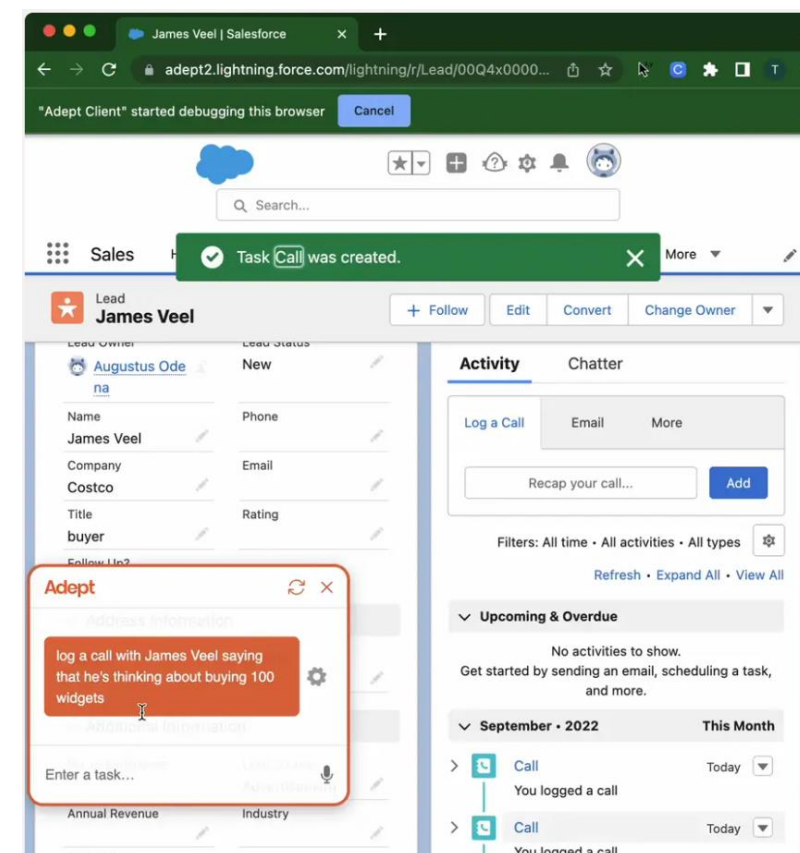 James Veel | Salesforce
adept2.lightning.force.com/lightning/r/Lead/00Q4x0000...
T
"Adept Client" started debugging this browser
Cancel
Search...
Sales
Task Call was created.
More
Lead
James Veel
+ Follow
Edit
Convert
Change Owner
Lead Owner
Lead Status
Augustus Ode
na
New
Name
Phone
James Veel
Company
Email
Costco
Title
Rating
buyer
Follow Up?
Activity
Chatter
Log a Call
Email
More
Recap your call...
Add
Filters: All time • All activities • All types
Refresh • Expand All • View All
Upcoming & Overdue
No activities to show.
Get started by sending an email, scheduling a task,
and more.
September • 2022
This Month
Call
Today
You logged a call
Call
Today
You logged a call
Adept
Address Information
log a call with James Veel saying
that he's thinking about buying 100
widgets
Additional Information
Enter a task...
Annual Revenue
Industry